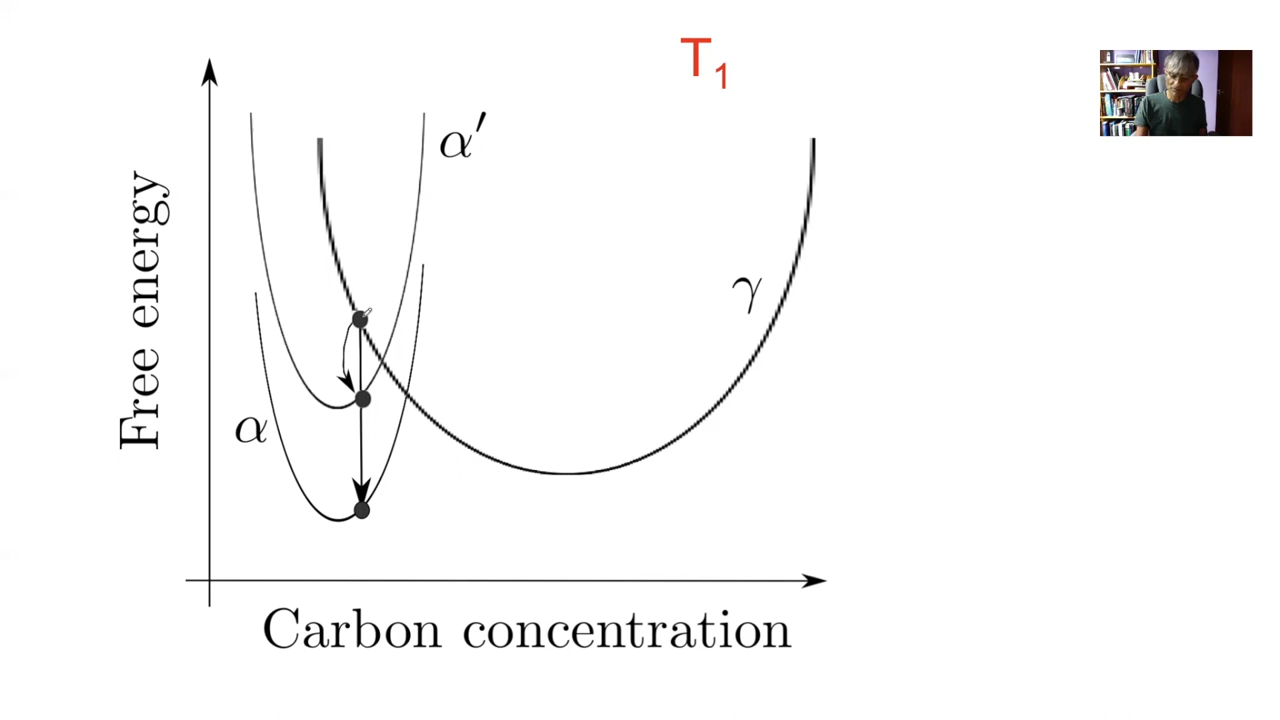 T₁
α′
γ
α
Free energy
Carbon concentration